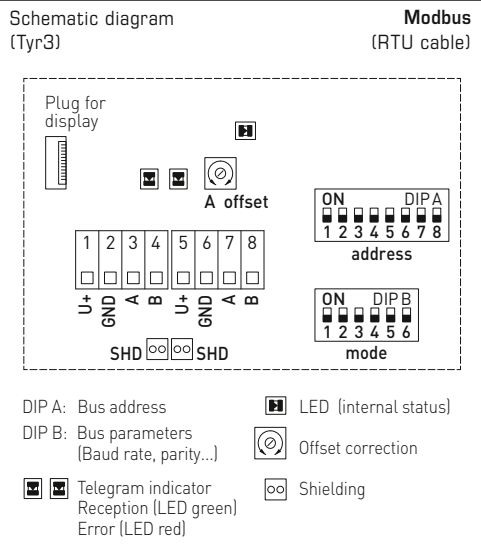 Schematic diagram
(Tyr3)
Modbus
(RTU cable)
Plug for
display
A offset
ON DIP A
1 2 3 4 5 6 7 8
address
1 2 3 4 5 6 7 8
U+ GND A B U+ GND A B
ON DIP B
1 2 3 4 5 6
mode
SHD SHD
DIP A: Bus address
DIP B: Bus parameters
(Baud rate, parity...)
Telegram indicator
Reception (LED green)
Error (LED red)
LED (internal status)
Offset correction
Shielding